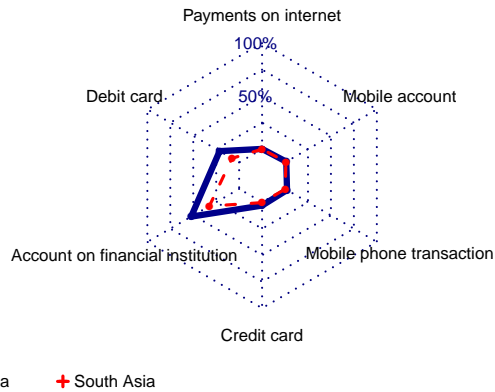 Payments on internet
100%
Debit card
50%
Mobile account
Account on financial institution
Mobile phone transaction
Credit card
a
South Asia